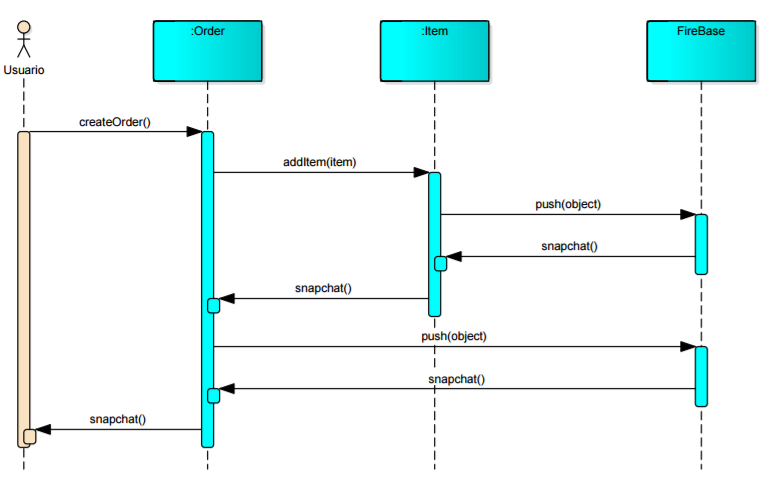 :Order
:Item
FireBase
Usuario
createOrder()
addItem(item)
push(object)
snapchat()
snapchat()
push(object)
snapchat()
snapchat()